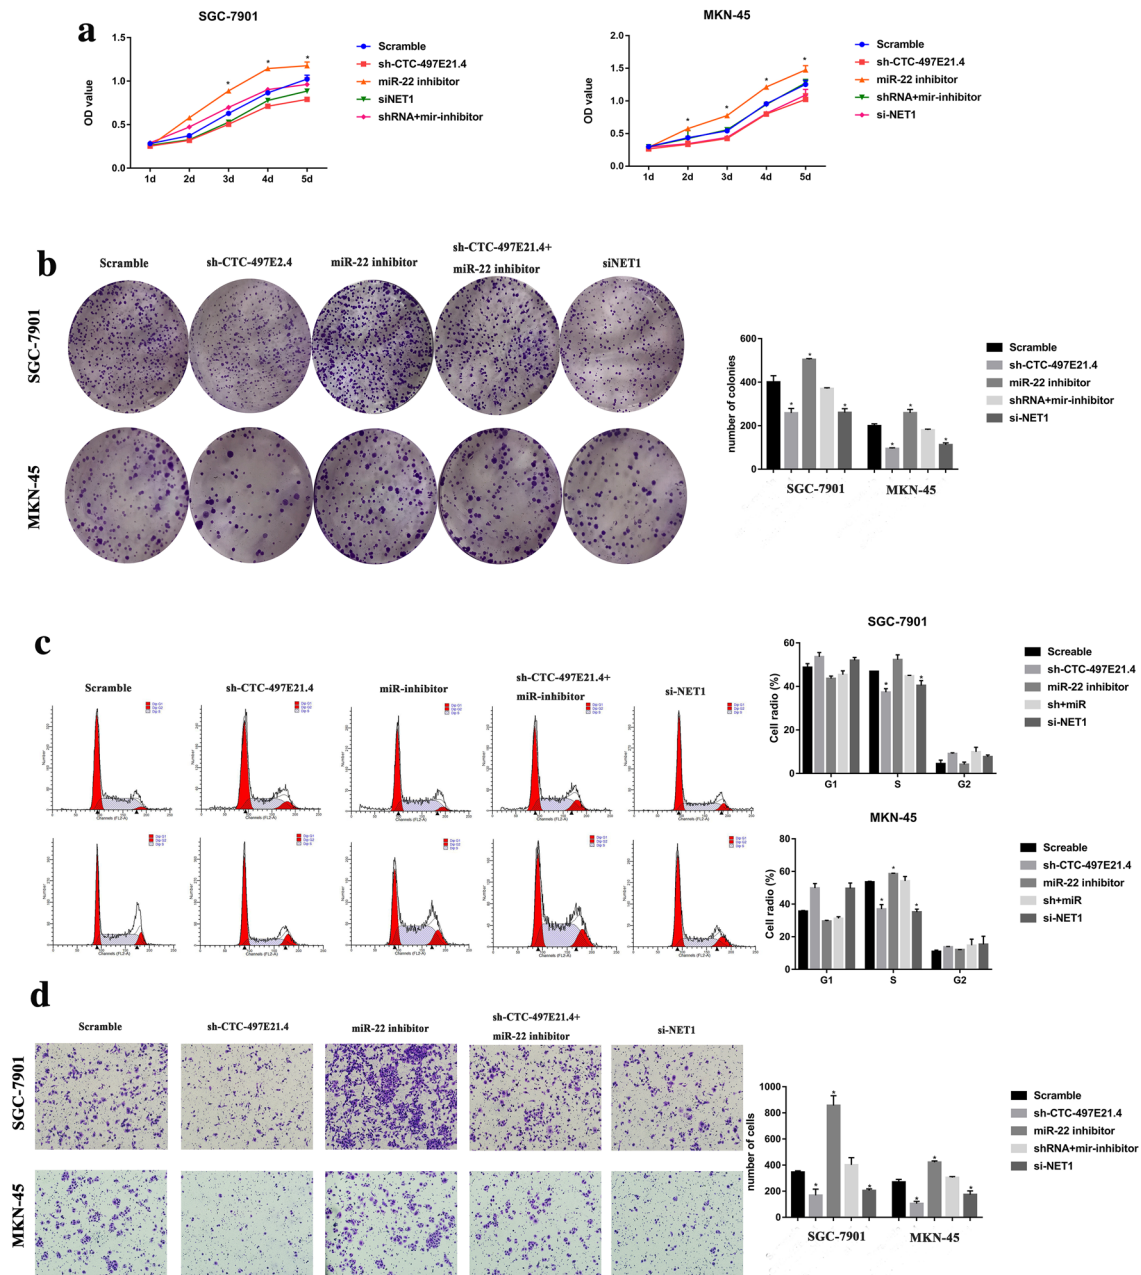 a
SGC-7901
OD value
1.5
1.0
0.5
0.0
1d 2d 3d 4d 5d
* * *
Scramble
sh-CTC-497E21.4
miR-22 inhibitor
siNET1
shRNA+mir-inhibitor
MKN-45
OD value
2.0
1.5
1.0
0.5
0.0
1d 2d 3d 4d 5d
* * * *
Scramble
sh-CTC-497E21.4
miR-22 inhibitor
shRNA+mir-inhibitor
si-NET1
b
Scramble
sh-CTC-497E2.4
miR-22 inhibitor
sh-CTC-497E21.4+
miR-22 inhibitor
siNET1
SGC-7901
MKN-45
number of colonies
600
400
200
0
* * * * * *
SGC-7901 MKN-45
Scramble
sh-CTC-497E21.4
miR-22 inhibitor
shRNA+mir-inhibitor
si-NET1
c
Scramble
sh-CTC-497E21.4
miR-inhibitor
sh-CTC-497E21.4+
miR-inhibitor
si-NET1
Dip G1
Dip G2
Dip S
Number
Channels (FL2-A)
SGC-7901
Cell radio (%)
60
40
20
0
* *
G1 S G2
Screable
sh-CTC-497E21.4
miR-22 inhibitor
sh+miR
si-NET1
MKN-45
Cell radio (%)
80
60
40
20
0
* * *
G1 S G2
Screable
sh-CTC-497E21.4
miR-22 inhibitor
sh+miR
si-NET1
d
Scramble
sh-CTC-497E21.4
miR-22 inhibitor
sh-CTC-497E21.4+
miR-22 inhibitor
si-NET1
SGC-7901
MKN-45
number of cells
1000
800
600
400
200
0
* * * * * *
SGC-7901 MKN-45
Scramble
sh-CTC-497E21.4
miR-22 inhibitor
shRNA+mir-inhibitor
si-NET1